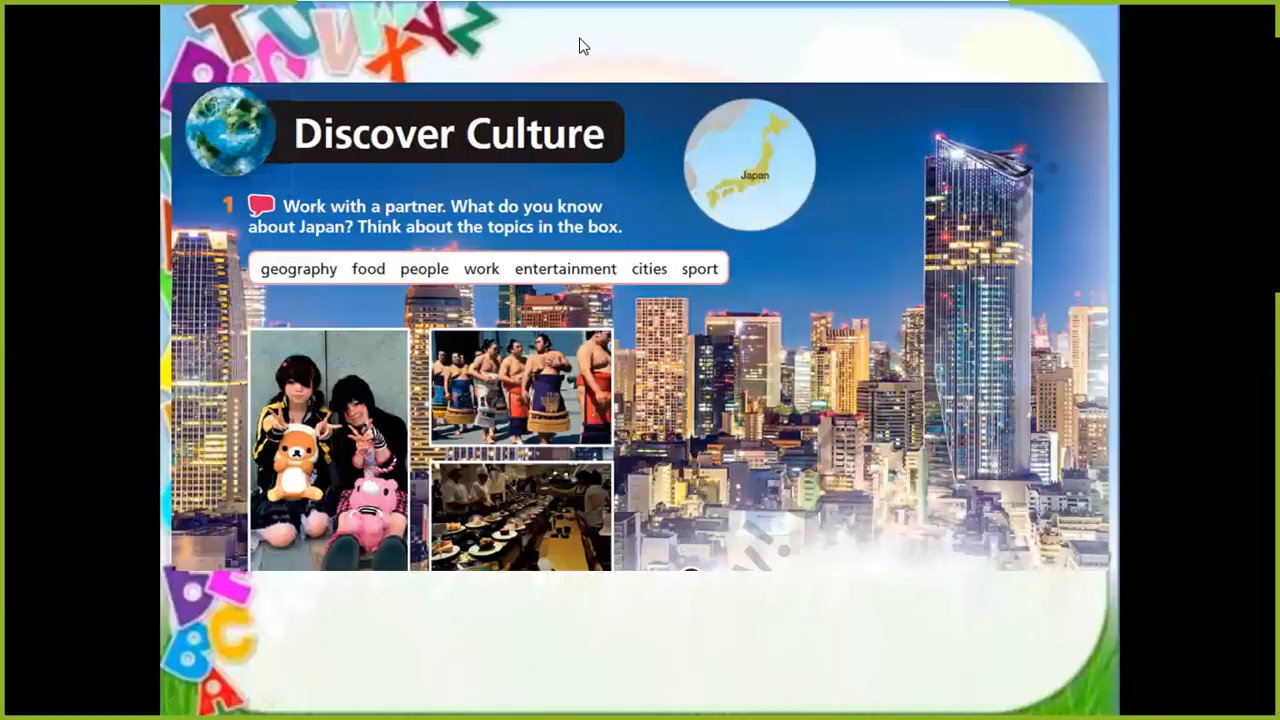 T U V W X Y Z
Discover Culture
Japan
1 Work with a partner. What do you know
about Japan? Think about the topics in the box.
geography food people work entertainment cities sport